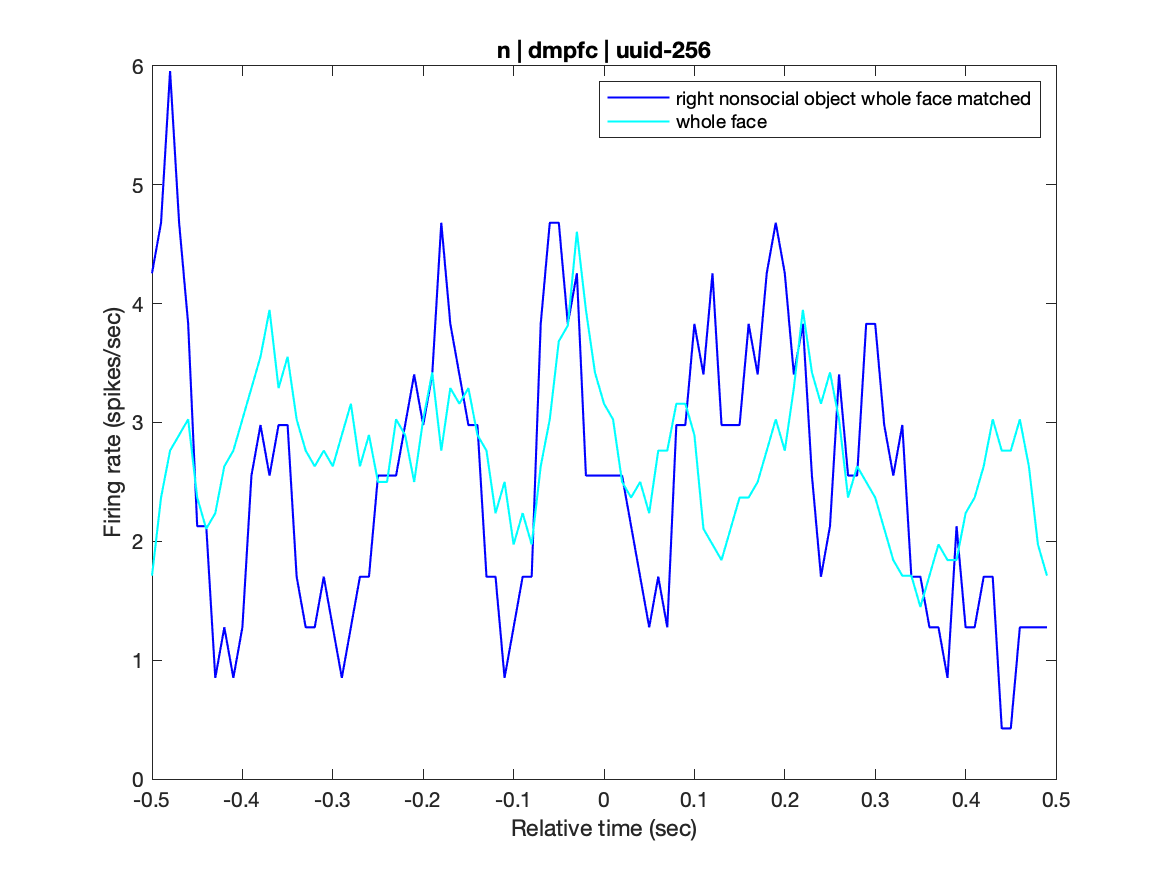 n | dmpfc | uuid-256
right nonsocial object whole face matched
whole face
Firing rate (spikes/sec)
6
5
4
3
2
1
0
-0.5 -0.4 -0.3 -0.2 -0.1 0 0.1 0.2 0.3 0.4 0.5
Relative time (sec)